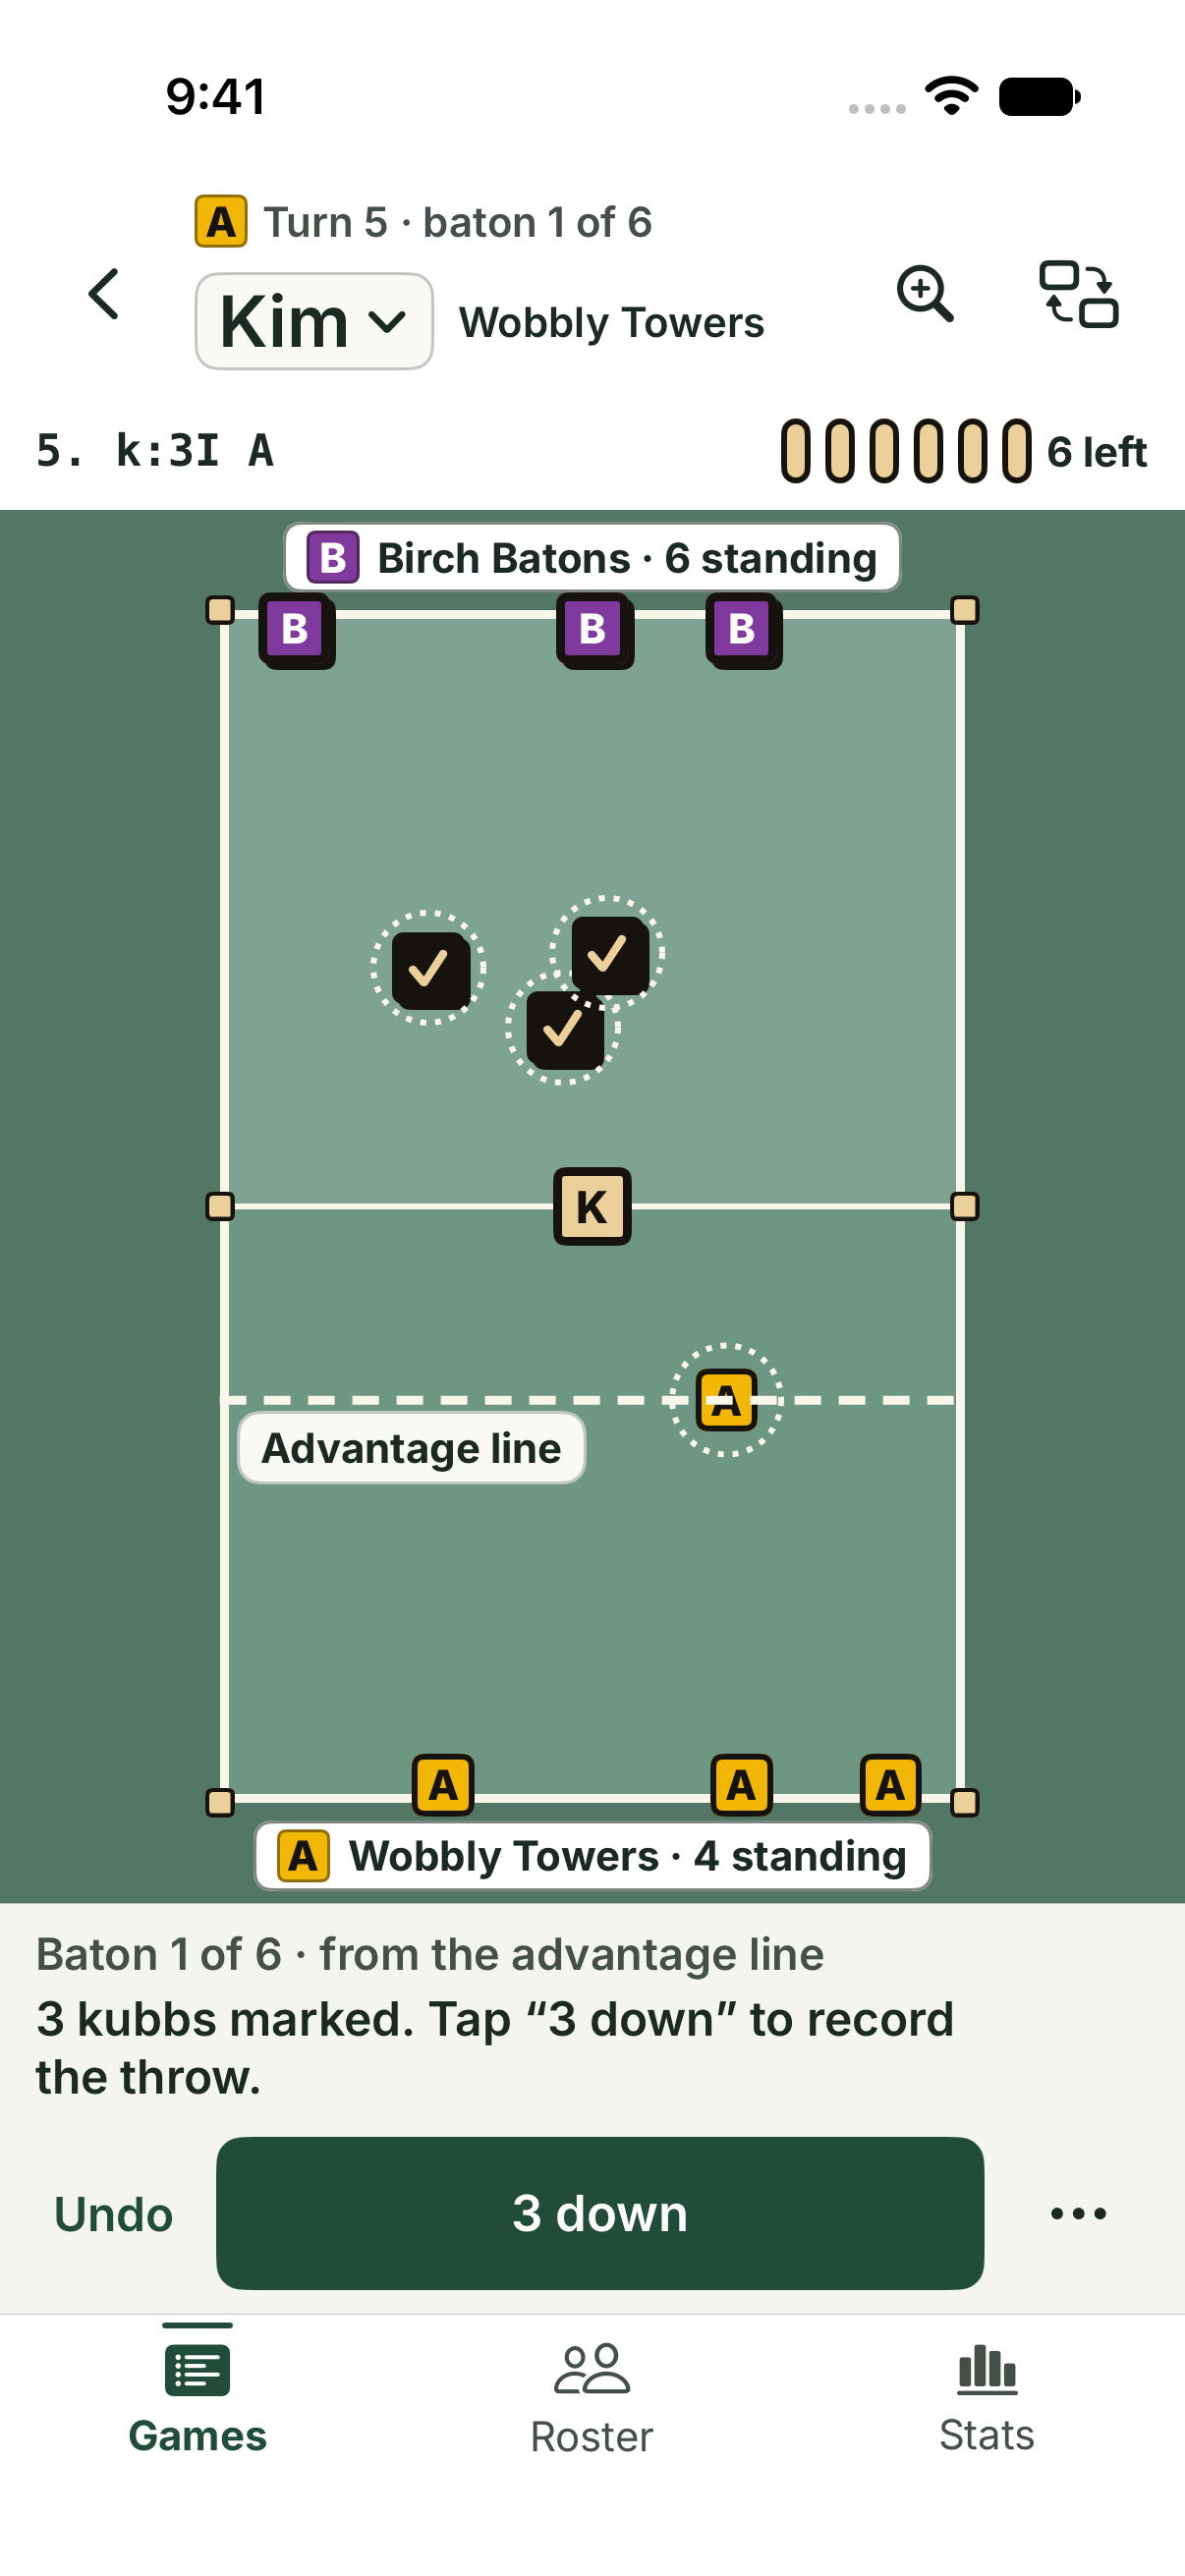 9:41
A Turn 5 · baton 1 of 6
Kim Wobbly Towers
5. k:3I A 6 left
B Birch Batons · 6 standing
B B B
K
A
Advantage line
A A A
A Wobbly Towers · 4 standing
Baton 1 of 6 · from the advantage line
3 kubbs marked. Tap “3 down” to record
the throw.
Undo 3 down
Games Roster Stats